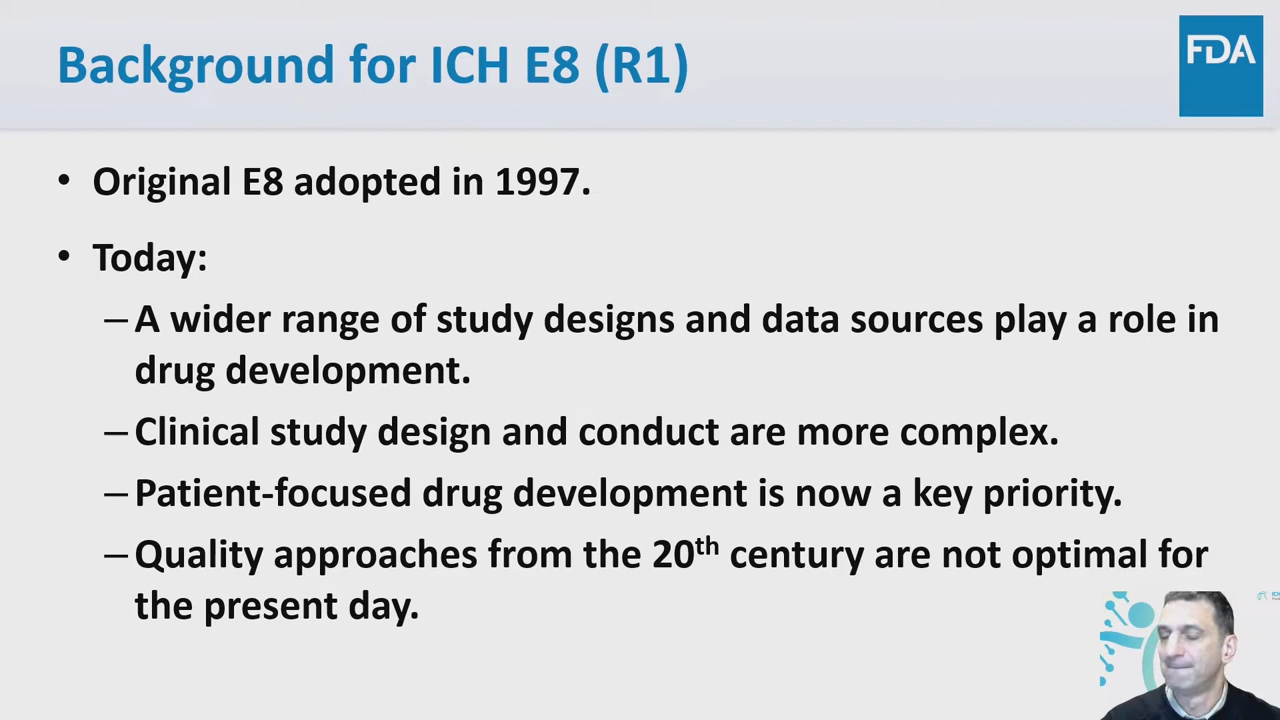 Background for ICH E8 (R1)
FDA
• Original E8 adopted in 1997.
• Today:
– A wider range of study designs and data sources play a role in
drug development.
– Clinical study design and conduct are more complex.
– Patient-focused drug development is now a key priority.
– Quality approaches from the 20th century are not optimal for
the present day.